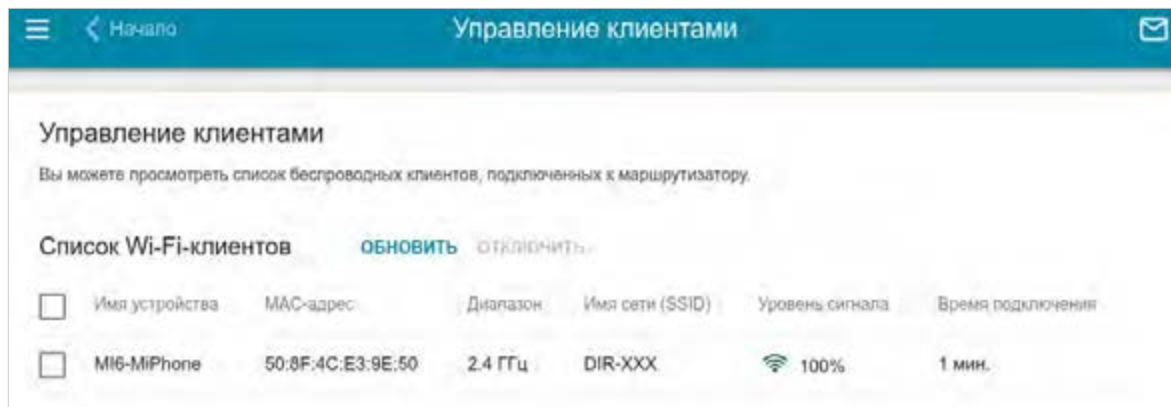 Начало Управление клиентами
Управление клиентами
Вы можете просмотреть список беспроводных клиентов, подключенных к маршрутизатору.
Список Wi-Fi-клиентов ОБНОВИТЬ ОТКЛЮЧИТЬ
Имя устройства MAC-адрес Диапазон Имя сети (SSID) Уровень сигнала Время подключения
MI6-MiPhone 50:8F:4C:E3:9E:50 2.4 ГГц DIR-XXX 100% 1 мин.